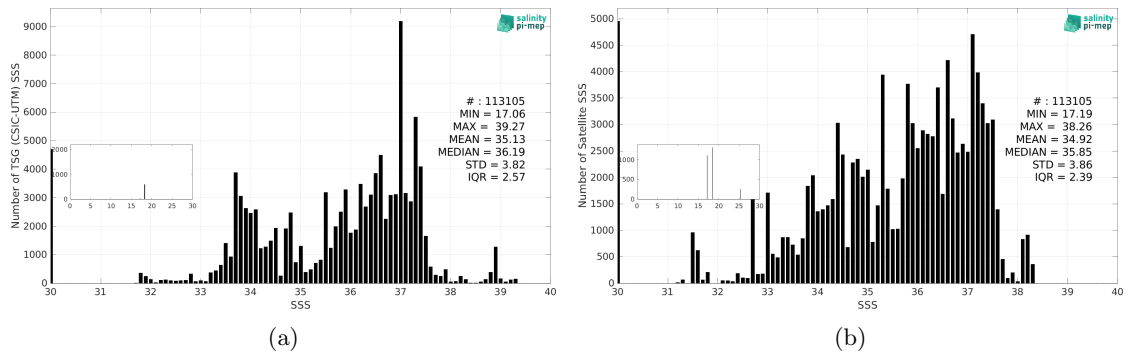 salinity
pi-mep
9000
8000
7000
6000
5000
4000
3000
2000
1000
0
Number of TSG (CSIC-UTM) SSS
# : 113105
MIN = 17.06
MAX = 39.27
MEAN = 35.13
MEDIAN = 36.19
STD = 3.82
IQR = 2.57
2000
1000
0
0 5 10 15 20 25 30
30 31 32 33 34 35 36 37 38 39 40
SSS
(a)
salinity
pi-mep
5000
4500
4000
3500
3000
2500
2000
1500
1000
500
0
Number of Satellite SSS
# : 113105
MIN = 17.19
MAX = 38.26
MEAN = 34.92
MEDIAN = 35.85
STD = 3.86
IQR = 2.39
1000
500
0
0 5 10 15 20 25 30
30 31 32 33 34 35 36 37 38 39 40
SSS
(b)